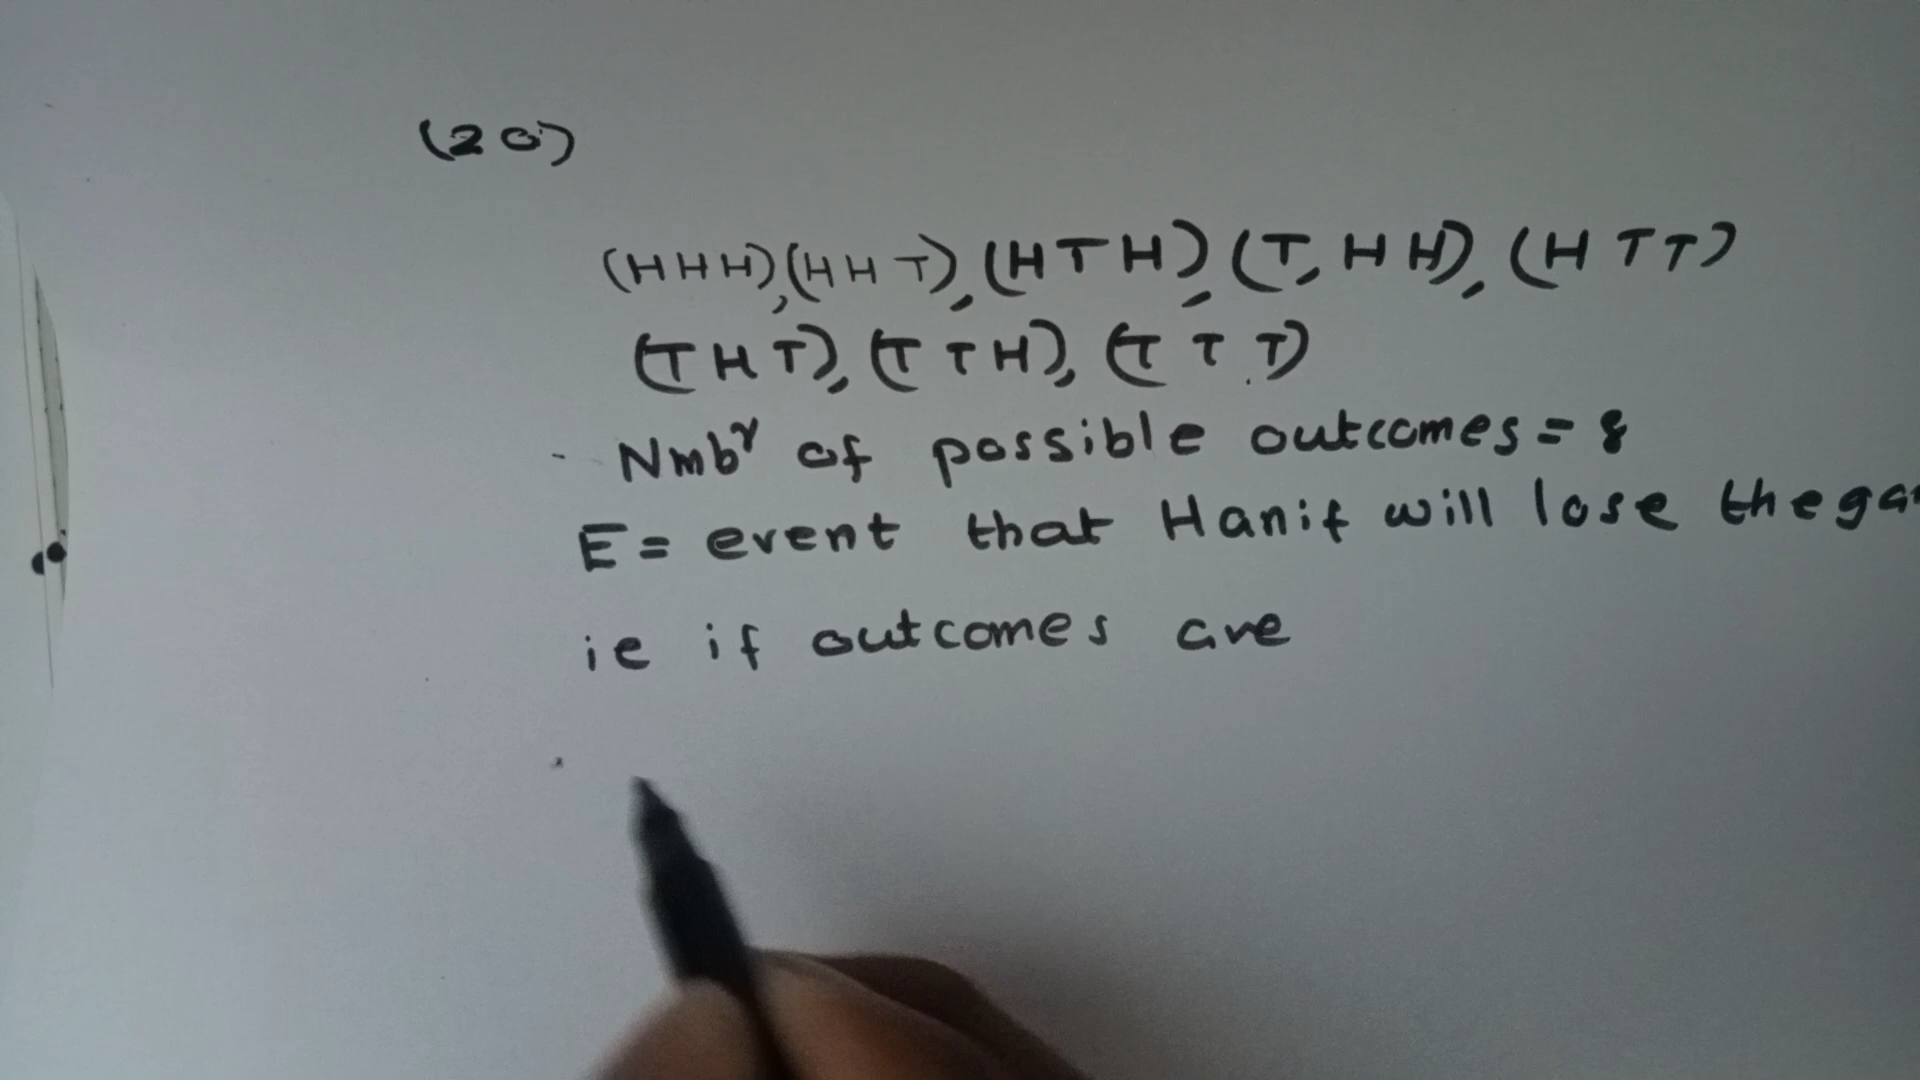 (20)
(HHH),(HHT),(HTH),(T,HH),(HTT)
(THT),(TTH),(TTT)
Nmbr of possible outcomes = 8
E = event that Hanif will lose the
ie if outcomes are